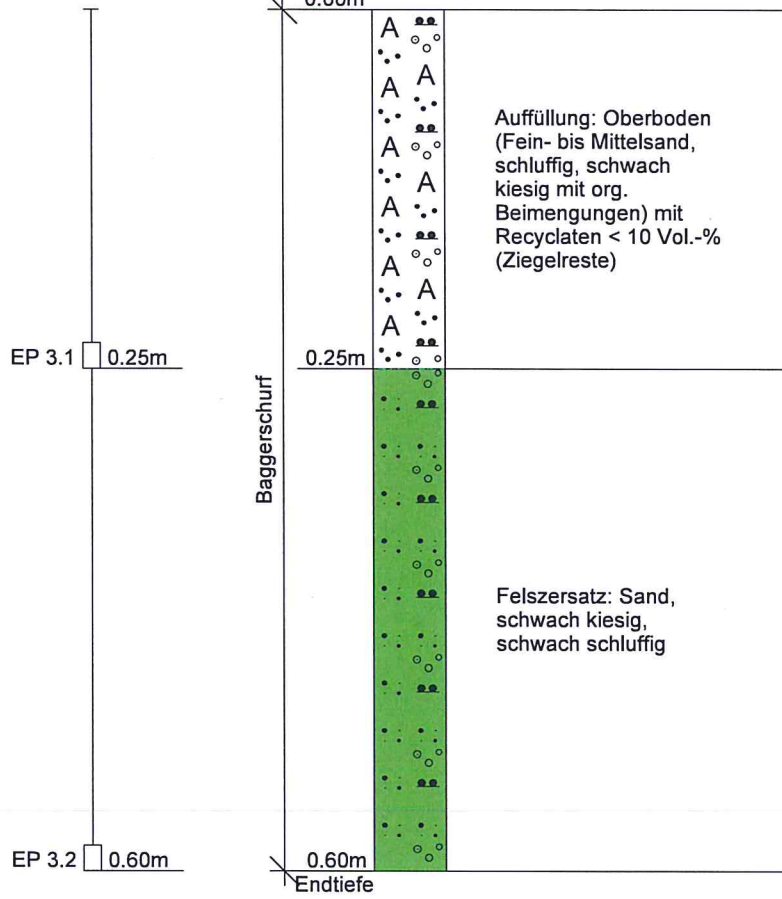 Auffüllung: Oberboden
(Fein- bis Mittelsand,
schluffig, schwach
kiesig mit org.
Beimengungen) mit
Recyclaten < 10 Vol.-%
(Ziegelreste)
A
A
A
A
A
A
A
A
A
A
EP 3.1 0.25m
0.25m
Baggerschurf
Felszersatz: Sand,
schwach kiesig,
schwach schluffig
EP 3.2 0.60m
0.60m
Endtiefe